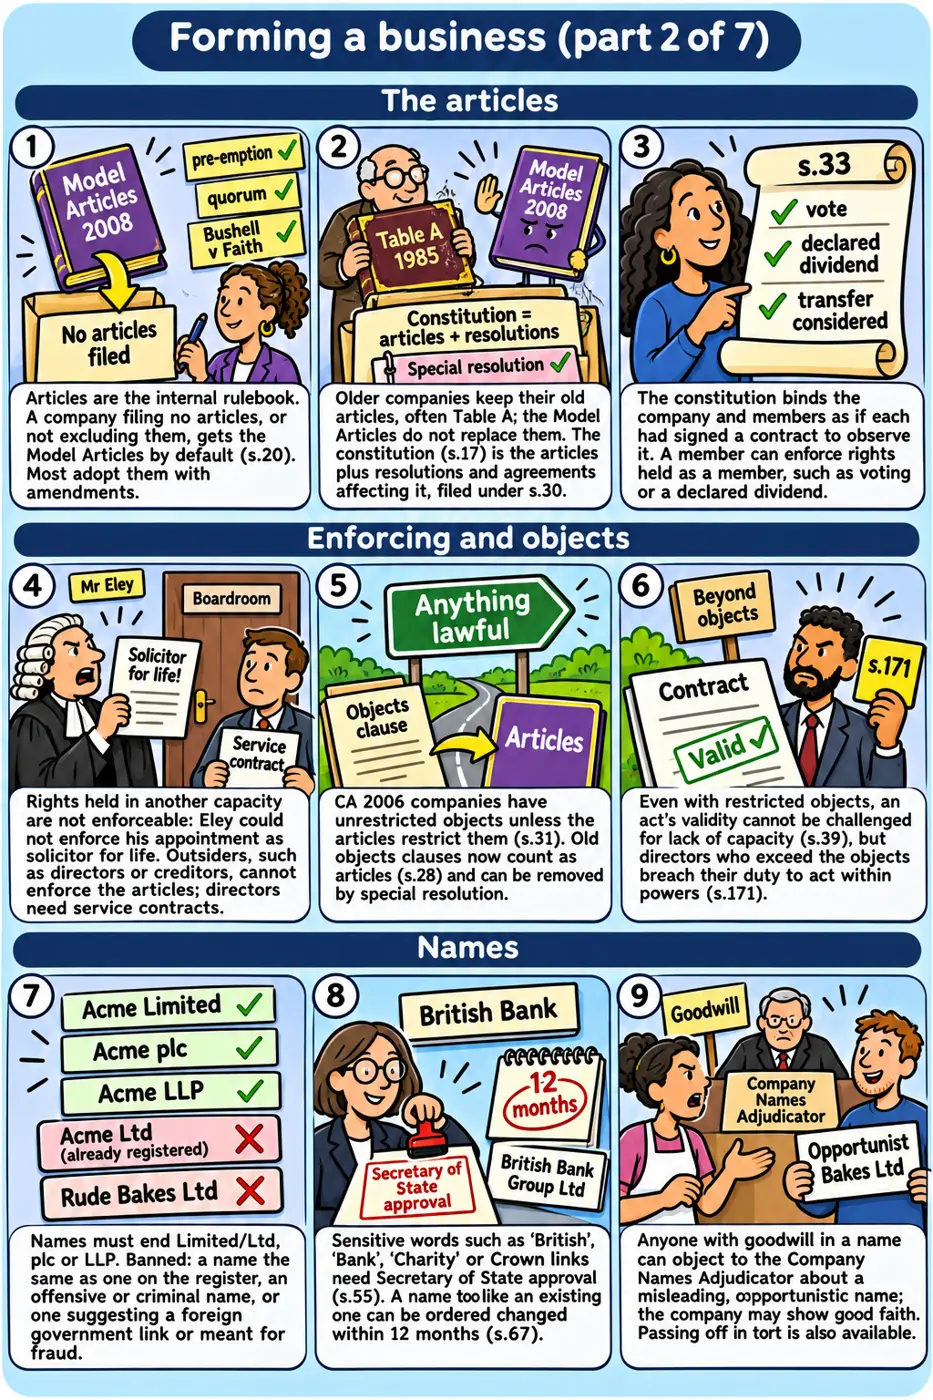 Forming a business (part 2 of 7)
The articles
1
Model
Articles
2008
pre-emption
quorum
Bushell
v Faith
No articles
filed
Articles are the internal rulebook.
A company filing no articles, or
not excluding them, gets the
Model Articles by default (s.20).
Most adopt them with
amendments.
2
Table A
1985
Model
Articles
2008
Constitution =
articles + resolutions
Special resolution
Older companies keep their old
articles, often Table A; the Model
Articles do not replace them. The
constitution (s.17) is the articles
plus resolutions and agreements
affecting it, filed under s.30.
3
s.33
vote
declared
dividend
transfer
considered
The constitution binds the
company and members as if each
had signed a contract to observe
it. A member can enforce rights
held as a member, such as voting
or a declared dividend.
Enforcing and objects
4
Mr Eley
Boardroom
Solicitor
for life!
Service
contract
Rights held in another capacity
are not enforceable: Eley could
not enforce his appointment as
solicitor for life. Outsiders, such
as directors or creditors, cannot
enforce the articles; directors
need service contracts.
5
Anything
lawful
Objects
clause
Articles
CA 2006 companies have
unrestricted objects unless the
articles restrict them (s.31). Old
objects clauses now count as
articles (s.28) and can be removed
by special resolution.
6
Beyond
objects
Contract
Valid
s.171
Even with restricted objects, an
act's validity cannot be challenged
for lack of capacity (s.39), but
directors who exceed the objects
breach their duty to act within
powers (s.171).
Names
7
Acme Limited
Acme plc
Acme LLP
Acme Ltd
(already registered)
Rude Bakes Ltd
Names must end Limited/Ltd,
plc or LLP. Banned: a name the
same as one on the register, an
offensive or criminal name, or
one suggesting a foreign
government link or meant for
fraud.
8
British Bank
12
months
Secretary of
State
approval
British Bank
Group Ltd
Sensitive words such as 'British',
'Bank', 'Charity' or Crown links
need Secretary of State approval
(s.55). A name too like an existing
one can be ordered changed
within 12 months (s.67).
9
Goodwill
Company
Names
Adjudicator
Opportunist
Bakes Ltd
Anyone with goodwill in a name
can object to the Company
Names Adjudicator about a
misleading, opportunistic name;
the company may show good faith.
Passing off in tort is also available.